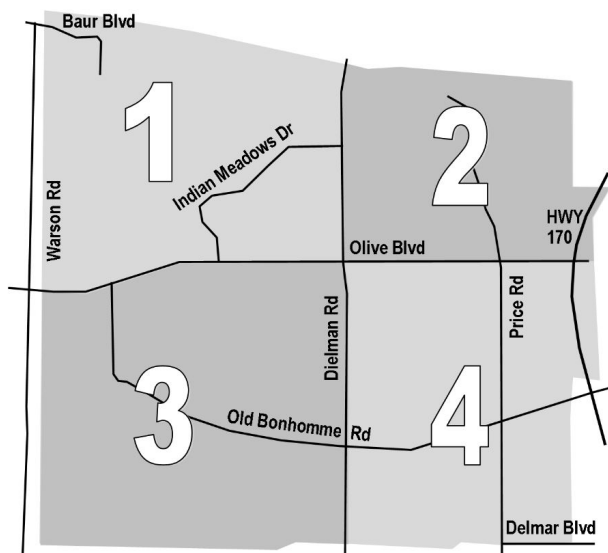 Baur Blvd
1
2
Indian Meadows Dr
Warson Rd
HWY
170
Olive Blvd
Dielman Rd
Price Rd
3
4
Old Bonhomme Rd
Delmar Blvd